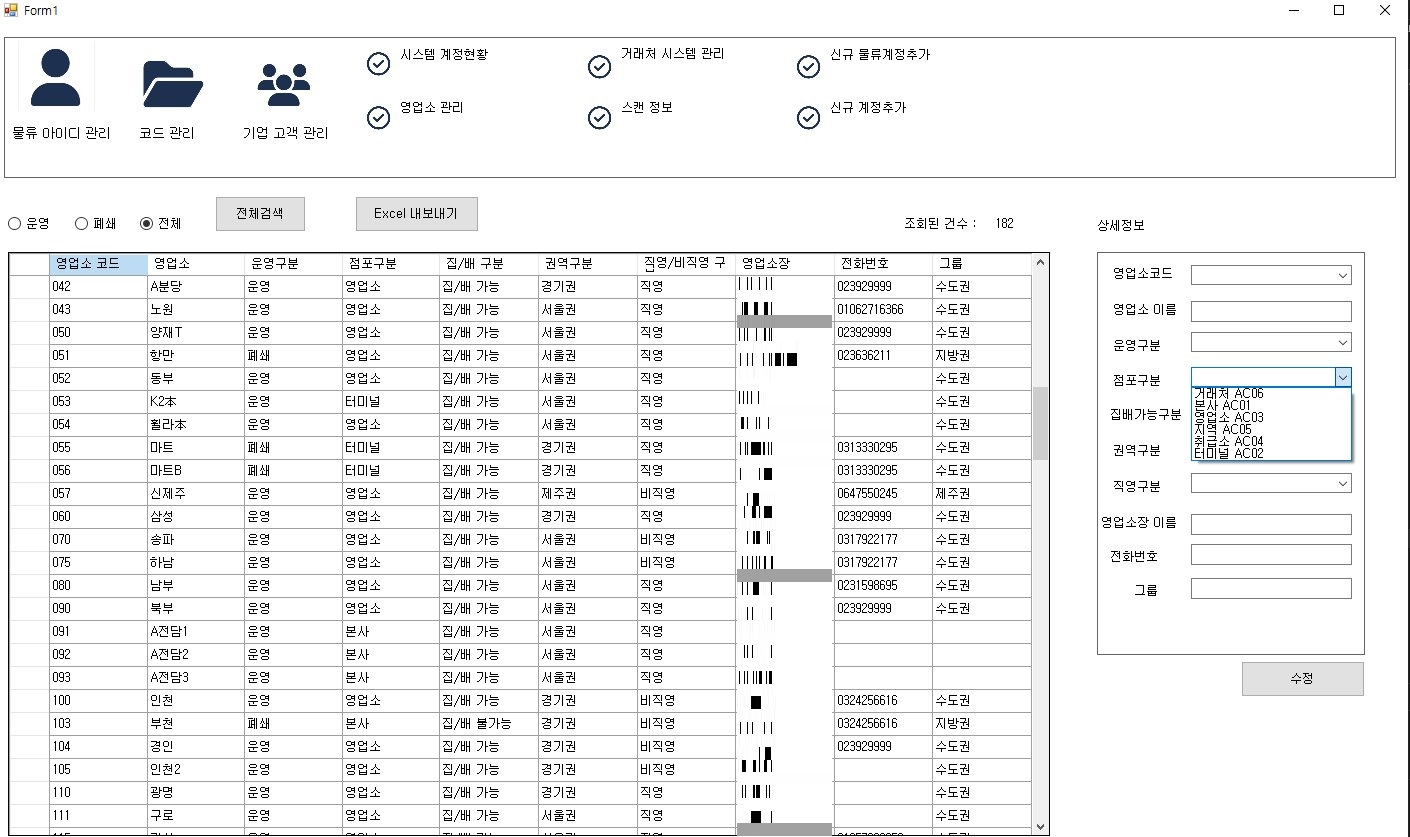 Form1
물류 아이디 관리
코드 관리
기업 고객 관리
시스템 계정현황
거래처 시스템 관리
신규 물류계정추가
영업소 관리
스캔 정보
신규 계정추가
운영 폐쇄 전체 전체검색 Excel 내보내기 조회된 건수 : 182
영업소 코드 영업소 운영구분 점포구분 집/배 구분 권역구분 직영/비직영 구 영업소장 전화번호 그룹
042 A분당 운영 영업소 집/배 가능 경기권 직영 023929999 수도권
043 노원 운영 영업소 집/배 가능 서울권 직영 01062716366 수도권
050 양재T 운영 영업소 집/배 가능 서울권 직영 023929999 수도권
051 항만 폐쇄 영업소 집/배 가능 서울권 직영 023636211 지방권
052 동부 운영 영업소 집/배 가능 서울권 직영 수도권
053 K2本 운영 터미널 집/배 가능 서울권 직영 수도권
054 휠라本 운영 영업소 집/배 가능 서울권 직영 수도권
055 마트 폐쇄 터미널 집/배 가능 경기권 직영 0313330295 수도권
056 마트B 폐쇄 터미널 집/배 가능 경기권 직영 0313330295 수도권
057 신제주 운영 영업소 집/배 가능 제주권 비직영 0647550245 제주권
060 삼성 운영 영업소 집/배 가능 경기권 직영 023929999 수도권
070 송파 운영 영업소 집/배 가능 서울권 비직영 0317922177 수도권
075 하남 운영 영업소 집/배 가능 서울권 비직영 0317922177 수도권
080 남부 운영 영업소 집/배 가능 서울권 직영 0231598695 수도권
090 북부 운영 영업소 집/배 가능 서울권 직영 023929999 수도권
091 A전담1 운영 본사 집/배 가능 서울권 직영
092 A전담2 운영 본사 집/배 가능 서울권 직영
093 A전담3 운영 본사 집/배 가능 서울권 직영
100 인천 운영 영업소 집/배 가능 경기권 비직영 0324256616 수도권
103 부천 폐쇄 본사 집/배 불가능 경기권 비직영 0324256616 지방권
104 경인 운영 영업소 집/배 가능 경기권 비직영 023929999 수도권
105 인천2 운영 영업소 집/배 가능 경기권 비직영 수도권
110 광명 운영 영업소 집/배 가능 경기권 직영 수도권
111 구로 운영 영업소 집/배 가능 서울권 직영 수도권
상세정보
영업소코드
영업소 이름
운영구분
점포구분
거래처 AC06
본사 AC01
영업소 AC03
지역 AC05
취급소 AC04
터미널 AC02
집배가능구분
권역구분
직영구분
영업소장 이름
전화번호
그룹
수정